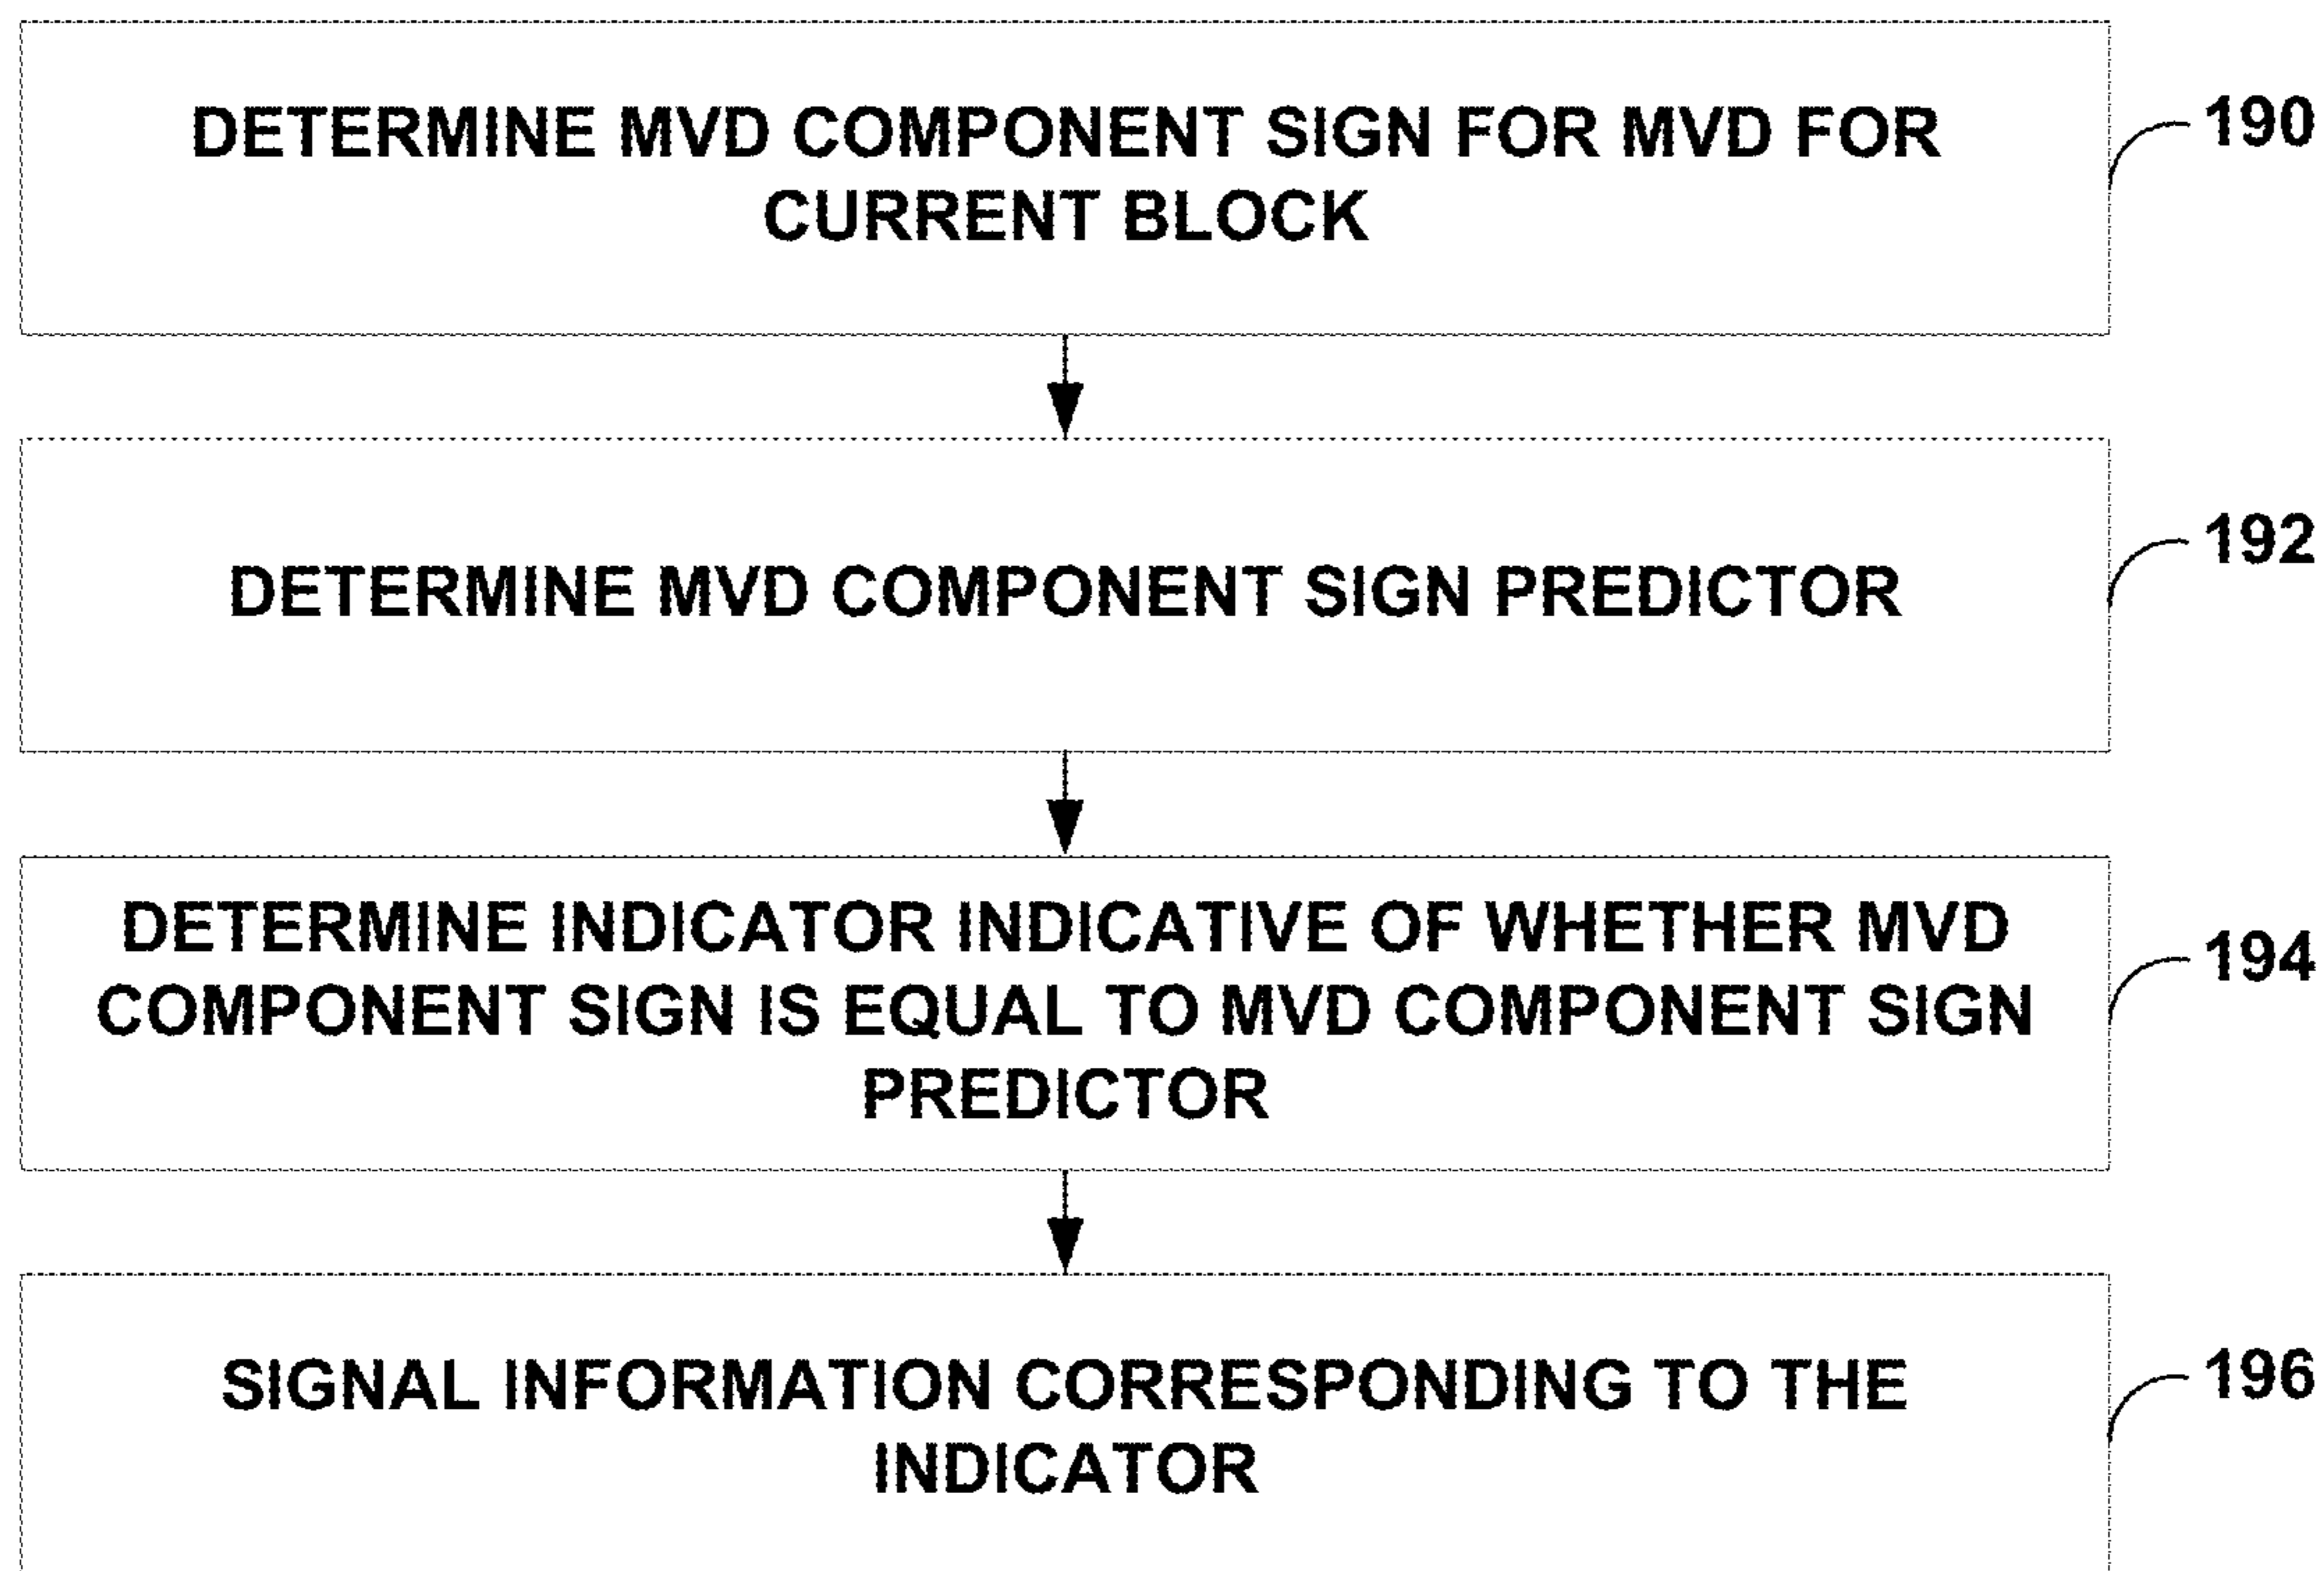 DETERMINE MVD COMPONENT SIGN FOR MVD FOR
CURRENT BLOCK
190
DETERMINE MVD COMPONENT SIGN PREDICTOR
192
DETERMINE INDICATOR INDICATIVE OF WHETHER MVD
COMPONENT SIGN IS EQUAL TO MVD COMPONENT SIGN
PREDICTOR
194
SIGNAL INFORMATION CORRESPONDING TO THE
INDICATOR
196